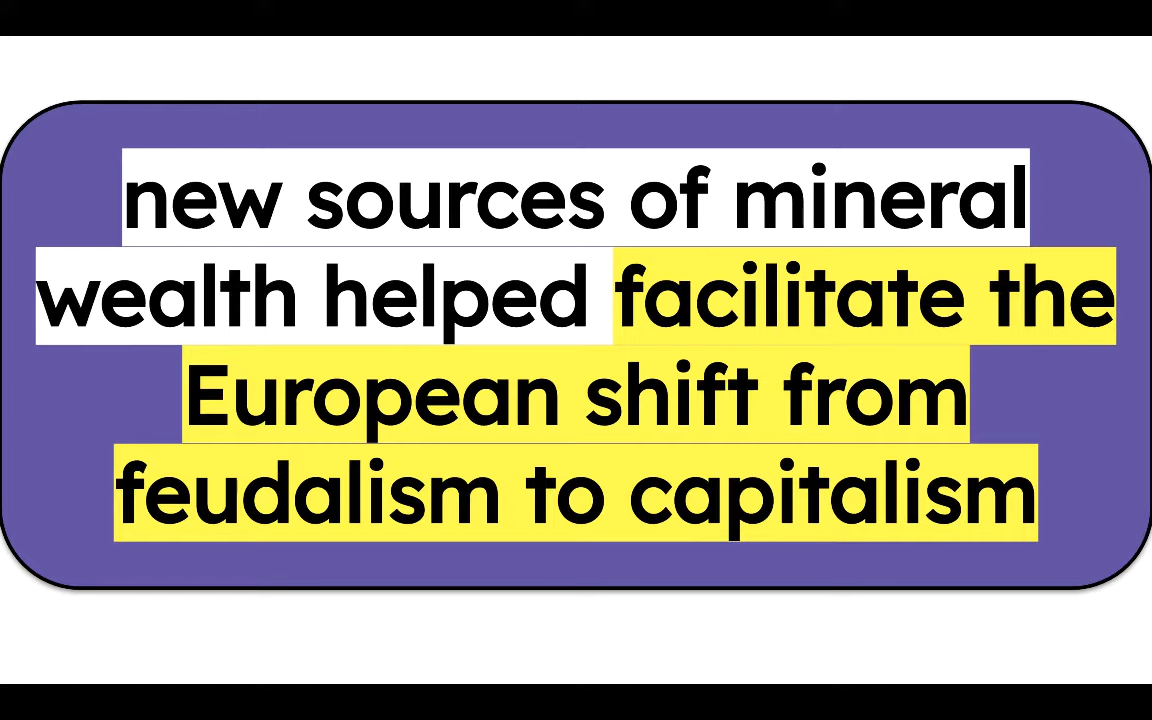 new sources of mineral
wealth helped facilitate the
European shift from
feudalism to capitalism